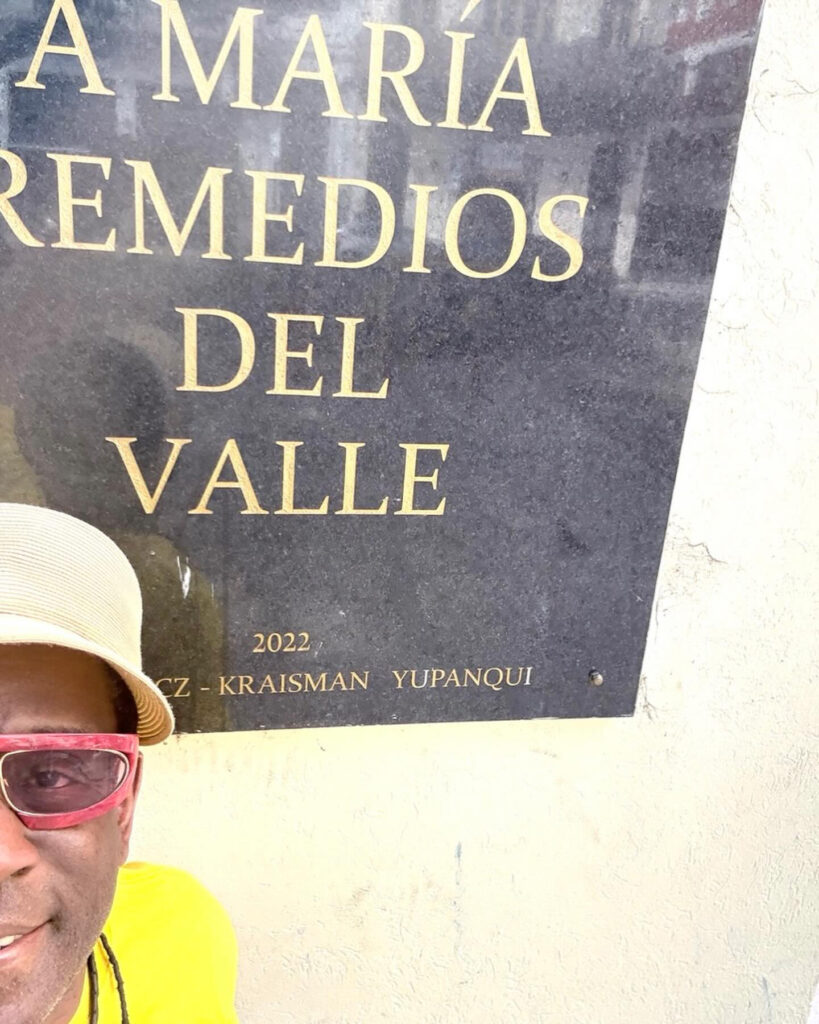 A MARÍA
REMEDIOS
DEL
VALLE
2022
CZ - KRAISMAN YUPANQUI